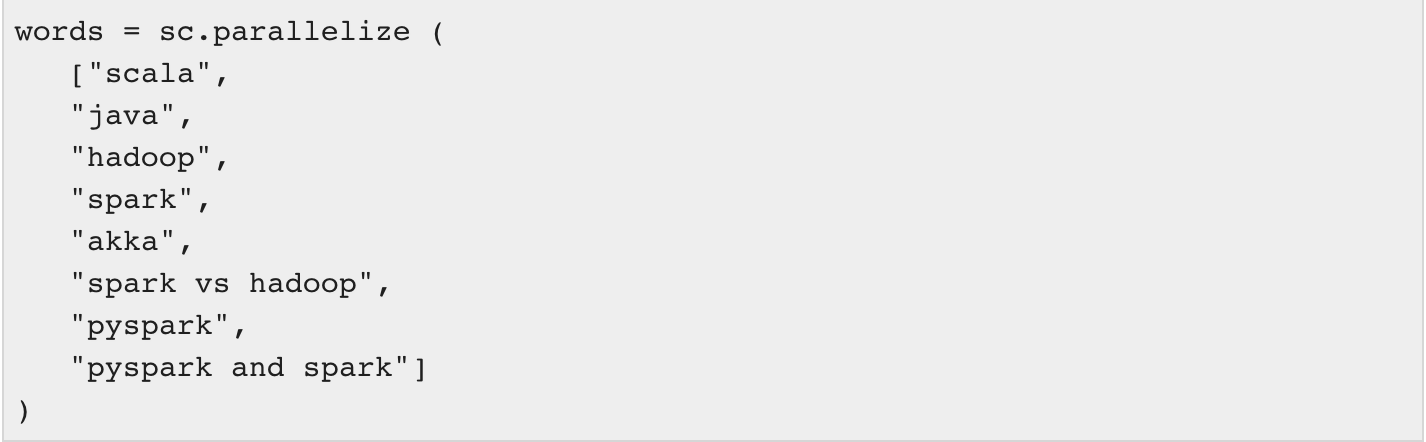 words = sc.parallelize (
   ["scala",
   "java",
   "hadoop",
   "spark",
   "akka",
   "spark vs hadoop",
   "pyspark",
   "pyspark and spark"]
)